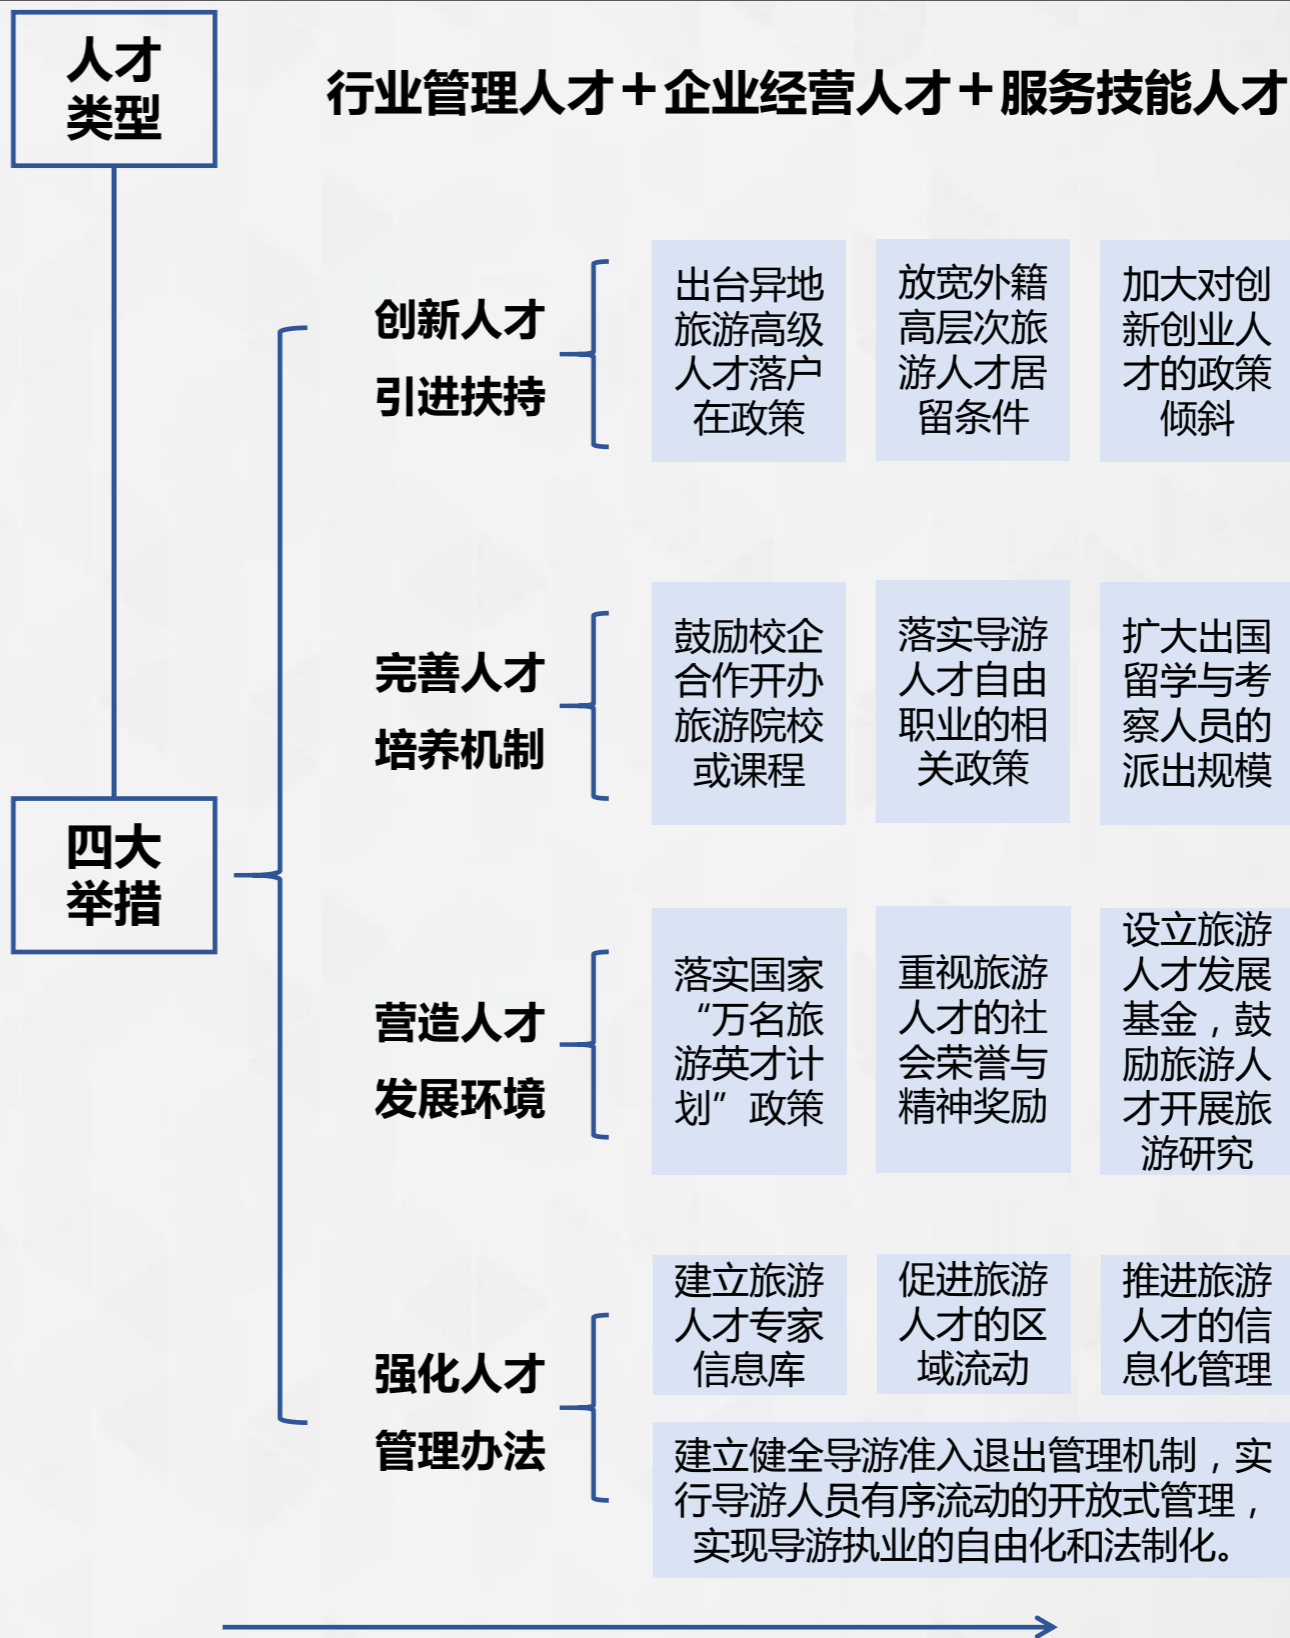 人才
类型
行业管理人才＋企业经营人才＋服务技能人才
四大
举措
创新人才
引进扶持
出台异地
旅游高级
人才落户
在政策
放宽外籍
高层次旅
游人才居
留条件
加大对创
新创业人
才的政策
倾斜
完善人才
培养机制
鼓励校企
合作开办
旅游院校
或课程
落实导游
人才自由
职业的相
关政策
扩大出国
留学与考
察人员的
派出规模
营造人才
发展环境
落实国家
“万名旅
游英才计
划”政策
重视旅游
人才的社
会荣誉与
精神奖励
设立旅游
人才发展
基金，鼓
励旅游人
才开展旅
游研究
强化人才
管理办法
建立旅游
人才专家
信息库
促进旅游
人才的区
域流动
推进旅游
人才的信
息化管理
建立健全导游准入退出管理机制，实
行导游人员有序流动的开放式管理，
实现导游执业的自由化和法制化。